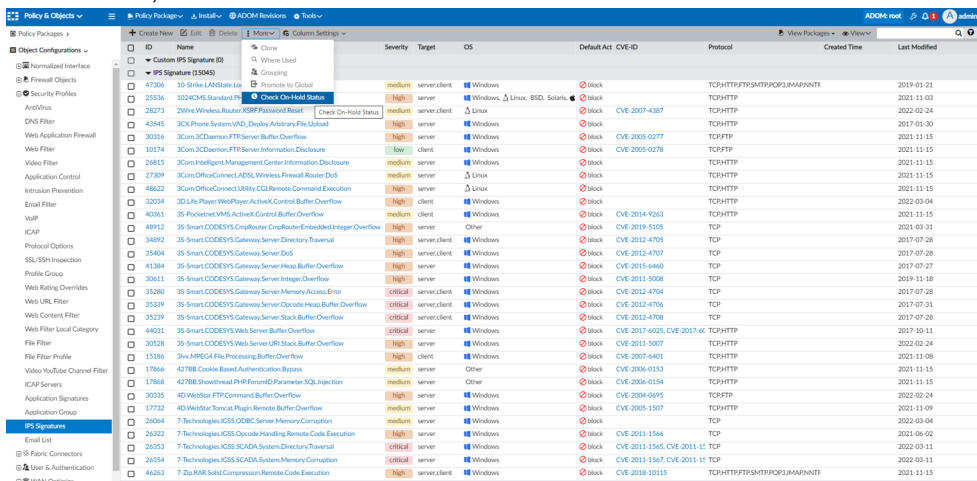 Policy & Objects
Policy Package
Install
ADOM Revisions
Tools
ADOM: root
1
A
admin
Policy Packages
Create New
Edit
Delete
More
Column Settings
View Packages
View
Object Configurations
ID Name Severity Target OS Default Act CVE-ID Protocol Created Time Last Modified
Clone
Where Used
Grouping
Promote to Global
Check On-Hold Status
Check On-Hold Status
Custom IPS Signature (0)
IPS Signature (15045)
Normalized Interface
Firewall Objects
Security Profiles
AntiVirus
DNS Filter
Web Application Firewall
Web Filter
Video Filter
Application Control
Intrusion Prevention
Email Filter
VoIP
ICAP
Protocol Options
SSL/SSH Inspection
Profile Group
Web Rating Overrides
Web URL Filter
Web Content Filter
Web Filter Local Category
File Filter
File Filter Profile
Video YouTube Channel Filter
ICAP Servers
Application Signatures
Application Group
IPS Signatures
Email List
Fabric Connectors
User & Authentication
47306 10-Strike.LANState.Lo medium server,client Windows block TCP,HTTP,FTP,SMTP,POP3,IMAP,NNTP 2019-01-21
25536 1024CMS.Standard.P high server Windows, Linux, BSD, Solaris, block TCP,HTTP 2021-11-03
28273 2Wire.Wireless.Router.XSRF.Password.Reset medium server,client Linux block CVE-2007-4387 TCP,HTTP 2022-02-24
43545 3CX.Phone.System.VAD_Deploy.Arbitrary.File.Upload high server Windows block TCP,HTTP 2017-01-30
30316 3Com.3CDaemon.FTP.Server.Buffer.Overflow high server Windows block CVE-2005-0277 TCP,FTP 2021-11-15
10174 3Com.3CDaemon.FTP.Server.Information.Disclosure low client Windows block CVE-2005-0278 TCP,FTP 2021-11-15
26815 3Com.Intelligent.Management.Center.Information.Disclosure medium server Windows block TCP,HTTP 2021-11-15
27309 3Com.OfficeConnect.ADSL.Wireless.Firewall.Router.DoS medium server Linux block TCP,HTTP 2021-11-15
48622 3Com.OfficeConnect.Utility.CGI.Remote.Command.Execution high server Linux block TCP,HTTP 2021-11-15
32034 3D.Life.Player.WebPlayer.ActiveX.Control.Buffer.Overflow high client Windows block TCP,HTTP 2022-03-04
40361 3S-Pocketnet.VMS.ActiveX.Control.Buffer.Overflow medium client Windows block CVE-2014-9263 TCP,HTTP 2021-11-15
48912 3S-Smart.CODESYS.CmpRouter.CmpRouterEmbedded.Integer.Overflow high server Other block CVE-2019-5105 TCP 2021-03-31
34892 3S-Smart.CODESYS.Gateway.Server.Directory.Traversal high server,client Windows block CVE-2012-4705 TCP 2017-07-28
35404 3S-Smart.CODESYS.Gateway.Server.DoS high server,client Windows block CVE-2012-4707 TCP 2017-07-28
41384 3S-Smart.CODESYS.Gateway.Server.Heap.Buffer.Overflow high server Windows block CVE-2015-6460 TCP 2017-07-27
30611 3S-Smart.CODESYS.Gateway.Server.Integer.Overflow high server Windows block CVE-2011-5008 TCP 2019-11-18
35280 3S-Smart.CODESYS.Gateway.Server.Memory.Access.Error critical server,client Windows block CVE-2012-4704 TCP 2017-07-28
35339 3S-Smart.CODESYS.Gateway.Server.Opcode.Heap.Buffer.Overflow critical server,client Windows block CVE-2012-4706 TCP 2017-07-31
35239 3S-Smart.CODESYS.Gateway.Server.Stack.Buffer.Overflow critical server,client Windows block CVE-2012-4708 TCP 2017-07-28
44031 3S-Smart.CODESYS.Web.Server.Buffer.Overflow critical server Windows block CVE-2017-6025, CVE-2017-60 TCP,HTTP 2017-10-11
30528 3S-Smart.CODESYS.Web.Server.URI.Stack.Buffer.Overflow high server Windows block CVE-2011-5007 TCP,HTTP 2022-02-24
15186 3ivx.MPEG4.File.Processing.Buffer.Overflow high client Windows block CVE-2007-6401 TCP,HTTP 2021-11-08
17866 427BB.Cookie.Based.Authentication.Bypass medium server Other block CVE-2006-0153 TCP,HTTP 2021-11-15
17868 427BB.Showthread.PHP.ForumID.Parameter.SQL.Injection medium server Other block CVE-2006-0154 TCP,HTTP 2021-11-15
30335 4D.WebStar.FTP.Command.Buffer.Overflow high server Windows block CVE-2004-0695 TCP,FTP 2022-02-24
17732 4D.WebStar.Tomcat.Plugin.Remote.Buffer.Overflow medium server Windows block CVE-2005-1507 TCP,HTTP 2021-11-09
26064 7-Technologies.IGSS.ODBC.Server.Memory.Corruption medium server Windows block TCP 2022-03-04
26322 7-Technologies.IGSS.Opcode.Handling.Remote.Code.Execution high server Windows block CVE-2011-1566 TCP 2021-06-02
26353 7-Technologies.IGSS.SCADA.System.Directory.Traversal critical server Windows block CVE-2011-1565, CVE-2011-15 TCP 2022-03-11
26354 7-Technologies.IGSS.SCADA.System.Memory.Corruption critical server Windows block CVE-2011-1567, CVE-2011-15 TCP 2022-03-11
46263 7-Zip.RAR.Solid.Compression.Remote.Code.Execution high server,client Windows block CVE-2018-10115 TCP,HTTP,FTP,SMTP,POP3,IMAP,NNTP 2021-11-15